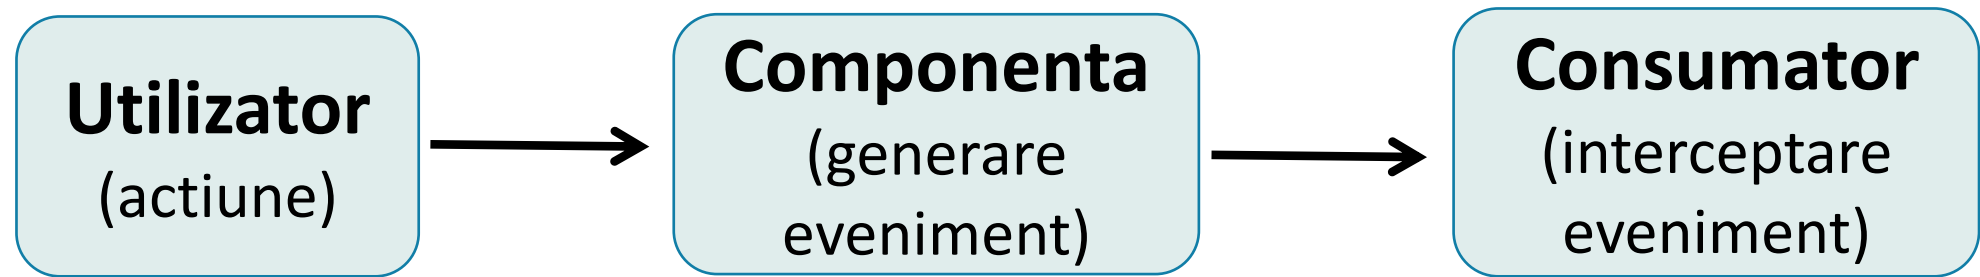 Utilizator
(actiune)
Componenta
(generare
eveniment)
Consumator
(interceptare
eveniment)